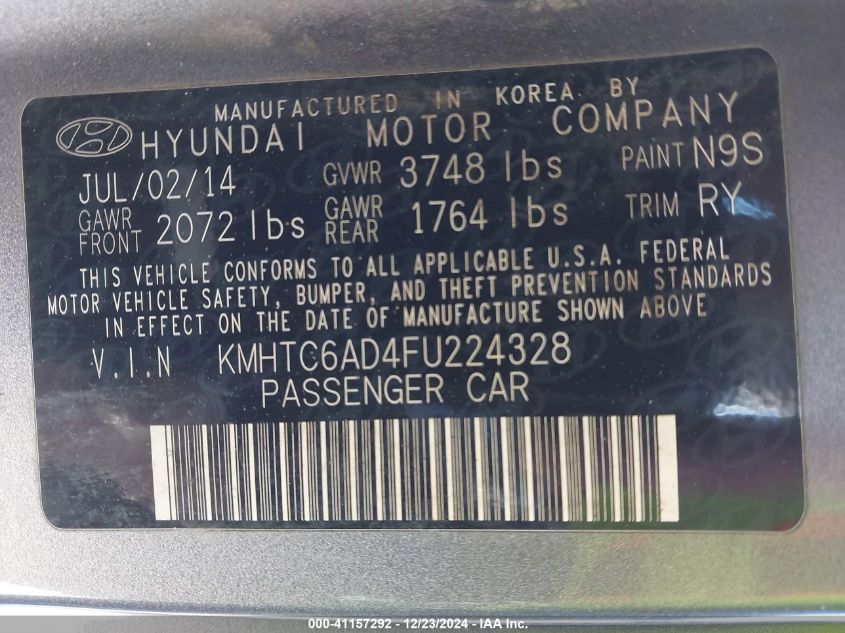 MANUFACTURED IN KOREA BY
HYUNDAI MOTOR COMPANY
JUL/02/14 GVWR 3748 lbs PAINT N9S
GAWR FRONT 2072 lbs GAWR REAR 1764 lbs TRIM RY
THIS VEHICLE CONFORMS TO ALL APPLICABLE U.S.A. FEDERAL
MOTOR VEHICLE SAFETY, BUMPER, AND THEFT PREVENTION STANDARDS
IN EFFECT ON THE DATE OF MANUFACTURE SHOWN ABOVE
V.I.N KMHTC6AD4FU224328
PASSENGER CAR
000-41157292 - 12/23/2024 - IAA Inc.